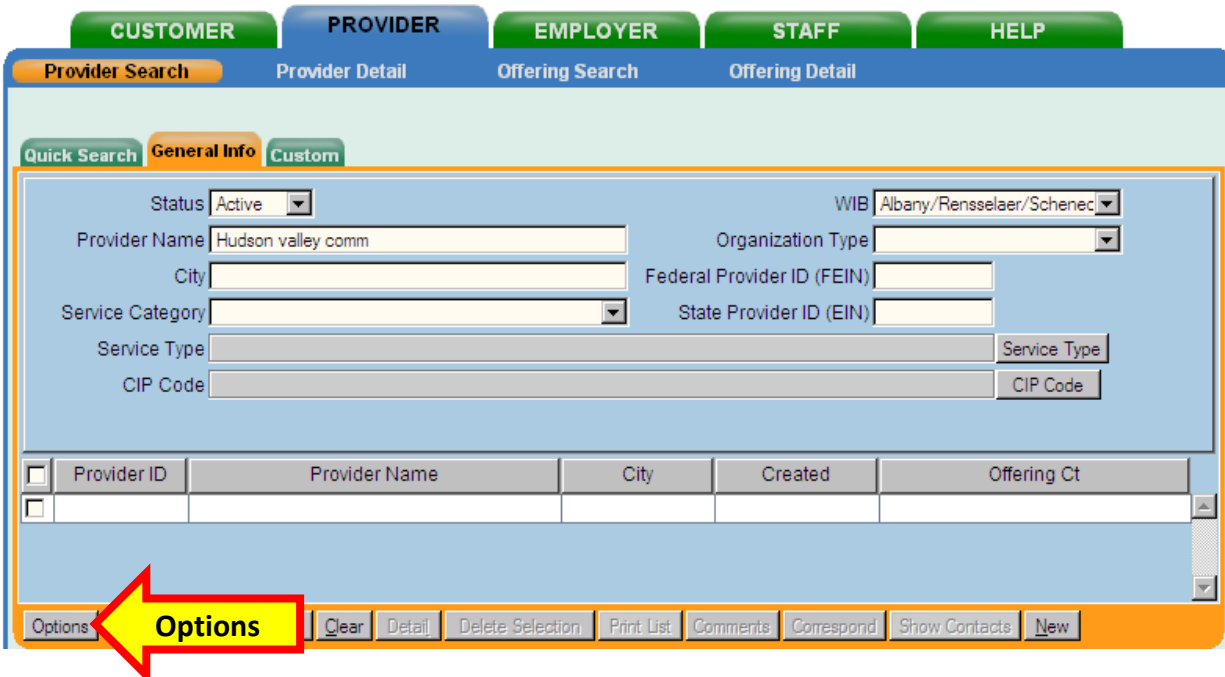 CUSTOMER PROVIDER EMPLOYER STAFF HELP
Provider Search Provider Detail Offering Search Offering Detail
Quick Search General Info Custom
Status Active WIB Albany/Rensselaer/Schenec
Provider Name Hudson valley comm Organization Type
City Federal Provider ID (FEIN)
Service Category State Provider ID (EIN)
Service Type Service Type
CIP Code CIP Code
Provider ID Provider Name City Created Offering Ct
Options Options Clear Detail Delete Selection Print List Comments Correspond Show Contacts New